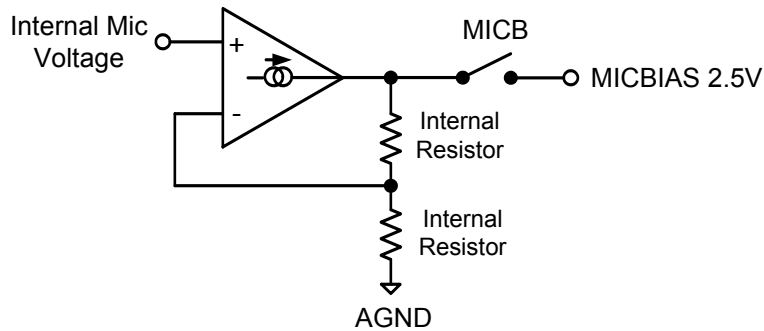 Internal Mic
Voltage
+
-
MICB
MICBIAS 2.5V
Internal
Resistor
Internal
Resistor
AGND